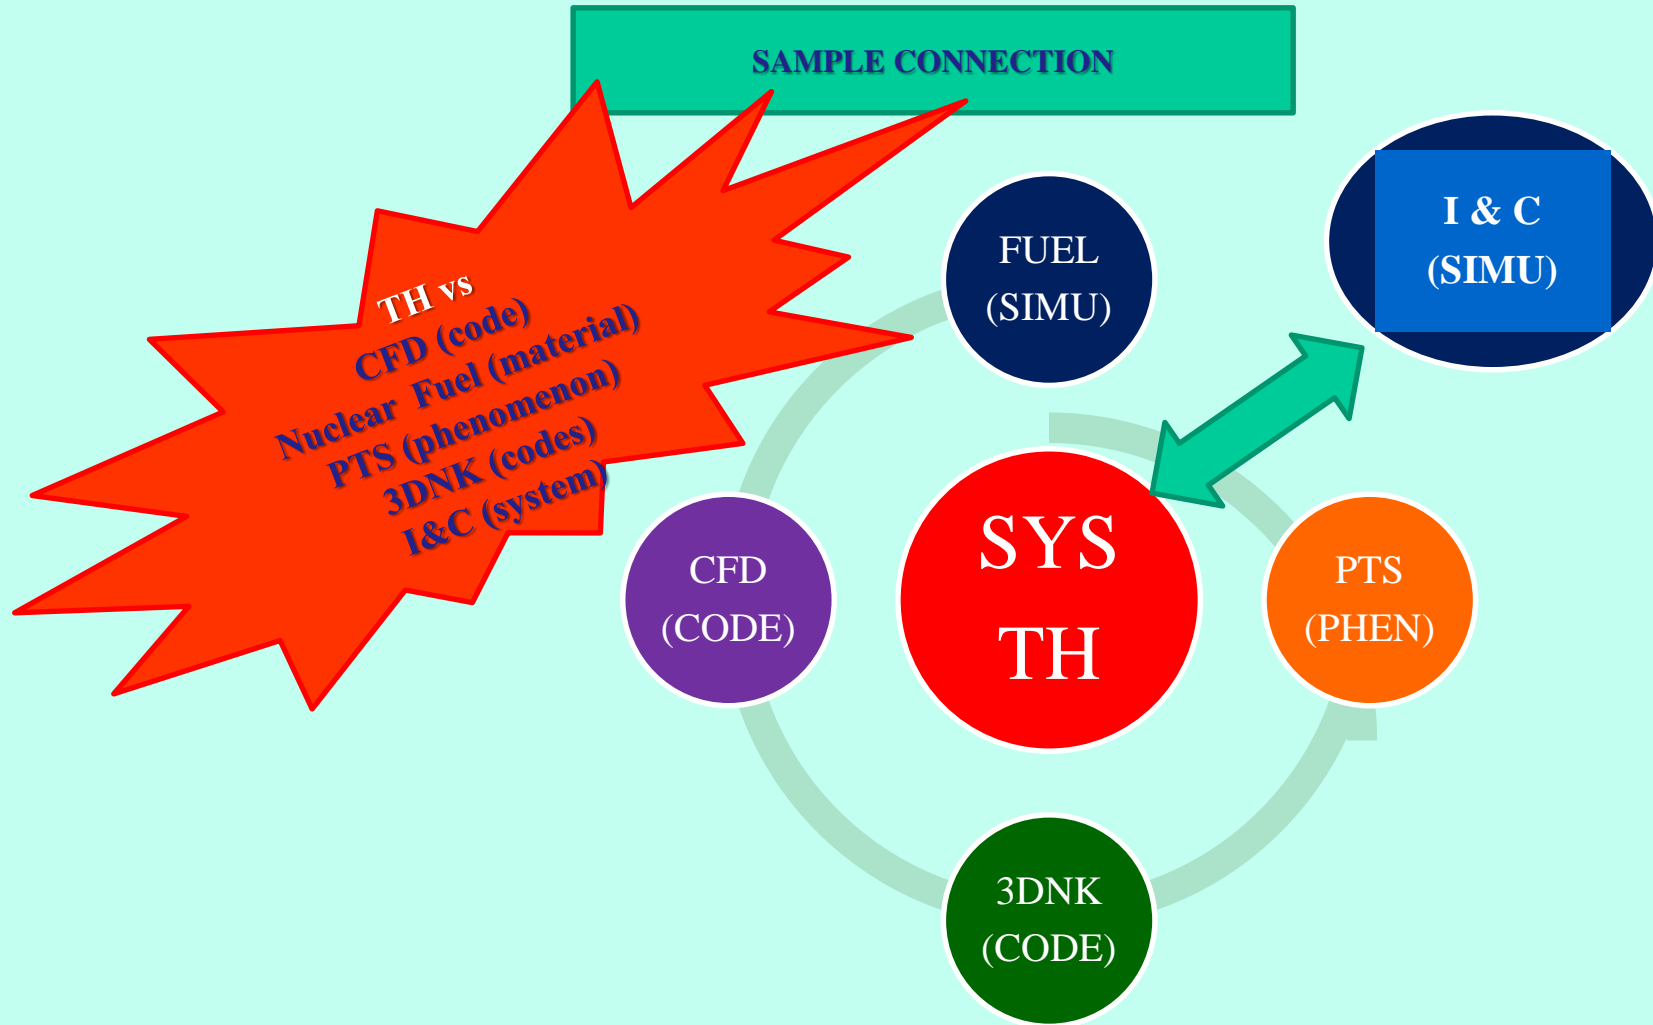 SAMPLE CONNECTION
TH vs
CFD (code)
Nuclear Fuel (material)
PTS (phenomenon)
3DNK (codes)
I&C (system)
FUEL
(SIMU)
I & C
(SIMU)
CFD
(CODE)
SYS
TH
PTS
(PHEN)
3DNK
(CODE)